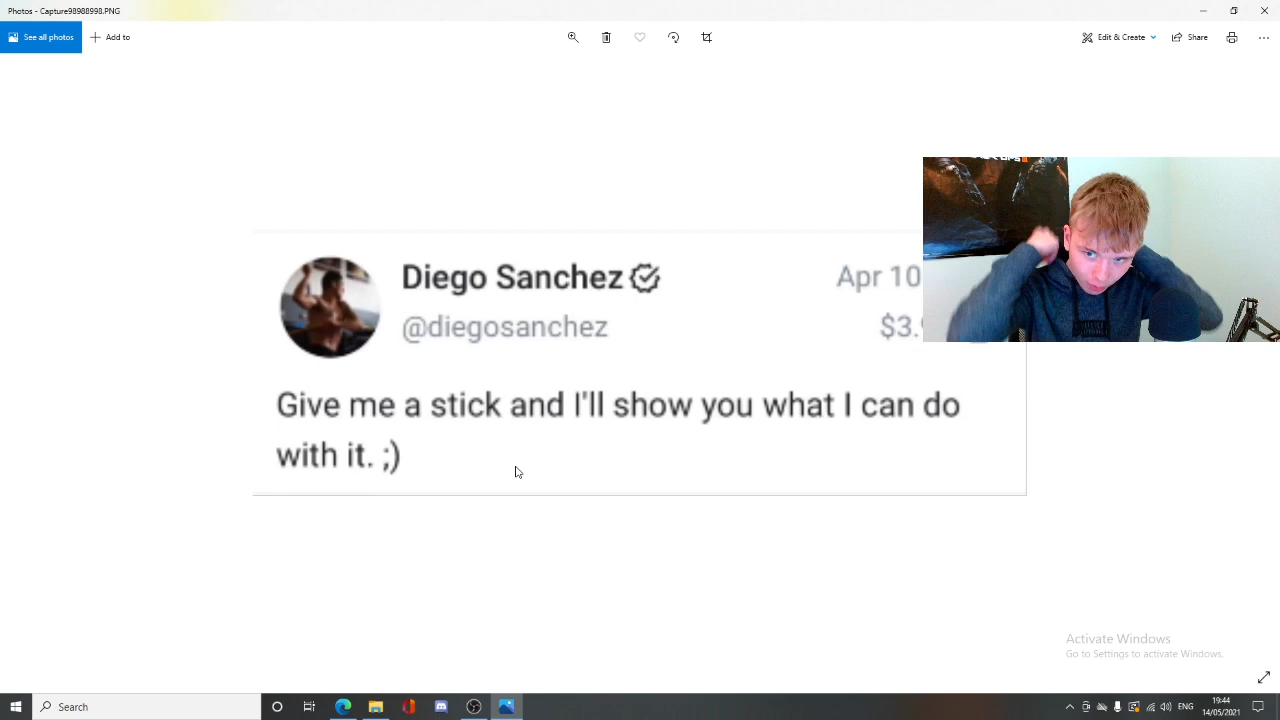 Photos - Capture98988998.PNG
See all photos
Add to
Edit & Create
Share
Diego Sanchez
Apr 10
@diegosanchez
$3.
Give me a stick and I'll show you what I can do
with it. ;)
Activate Windows
Go to Settings to activate Windows.
Search
ENG
19:44
14/05/2021